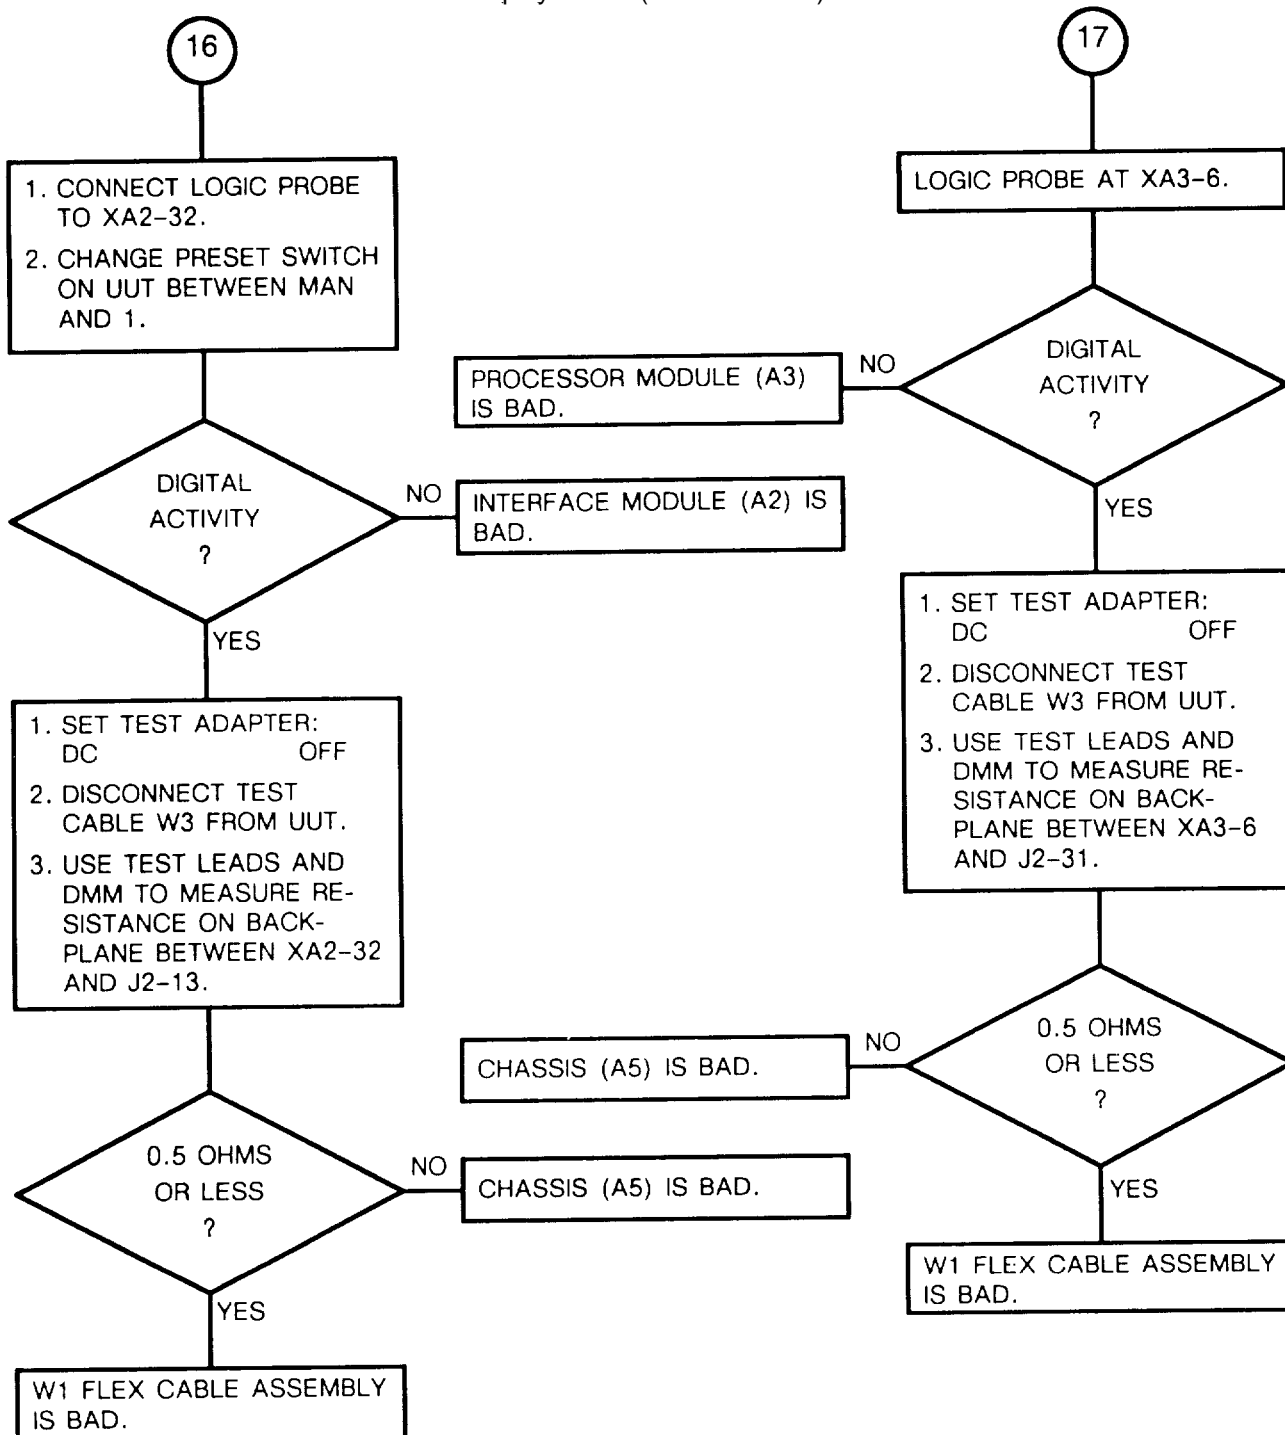 16
1. CONNECT LOGIC PROBE
TO XA2-32.
2. CHANGE PRESET SWITCH
ON UUT BETWEEN MAN
AND 1.
DIGITAL
ACTIVITY
?
NO
INTERFACE MODULE (A2) IS
BAD.
YES
1. SET TEST ADAPTER:
DC OFF
2. DISCONNECT TEST
CABLE W3 FROM UUT.
3. USE TEST LEADS AND
DMM TO MEASURE RE-
SISTANCE ON BACK-
PLANE BETWEEN XA2-32
AND J2-13.
0.5 OHMS
OR LESS
?
NO
CHASSIS (A5) IS BAD.
YES
W1 FLEX CABLE ASSEMBLY
IS BAD.
17
LOGIC PROBE AT XA3-6.
DIGITAL
ACTIVITY
?
NO
PROCESSOR MODULE (A3)
IS BAD.
YES
1. SET TEST ADAPTER:
DC OFF
2. DISCONNECT TEST
CABLE W3 FROM UUT.
3. USE TEST LEADS AND
DMM TO MEASURE RE-
SISTANCE ON BACK-
PLANE BETWEEN XA3-6
AND J2-31.
0.5 OHMS
OR LESS
?
NO
CHASSIS (A5) IS BAD.
YES
W1 FLEX CABLE ASSEMBLY
IS BAD.